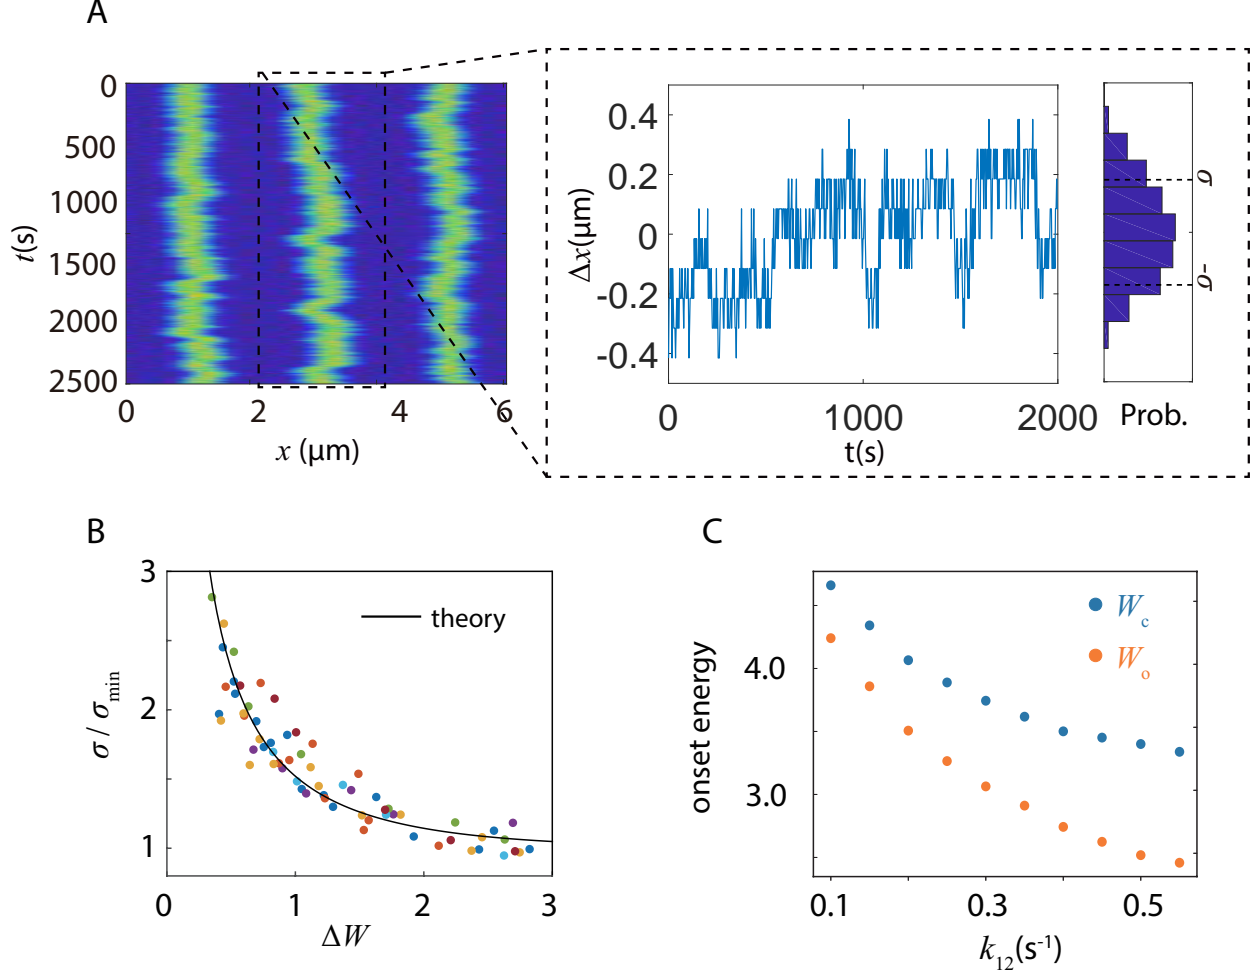 A
0
500
1000
1500
2000
2500
t(s)
0
2
4
6
x (μm)
0.4
0.2
0
-0.2
-0.4
Δx(μm)
0
1000
2000
t(s)
σ
-σ
Prob.
B
3
2
1
σ / σmin
theory
0
1
2
3
ΔW
C
4.0
3.0
onset energy
Wc
Wo
0.1
0.3
0.5
k12(s-1)